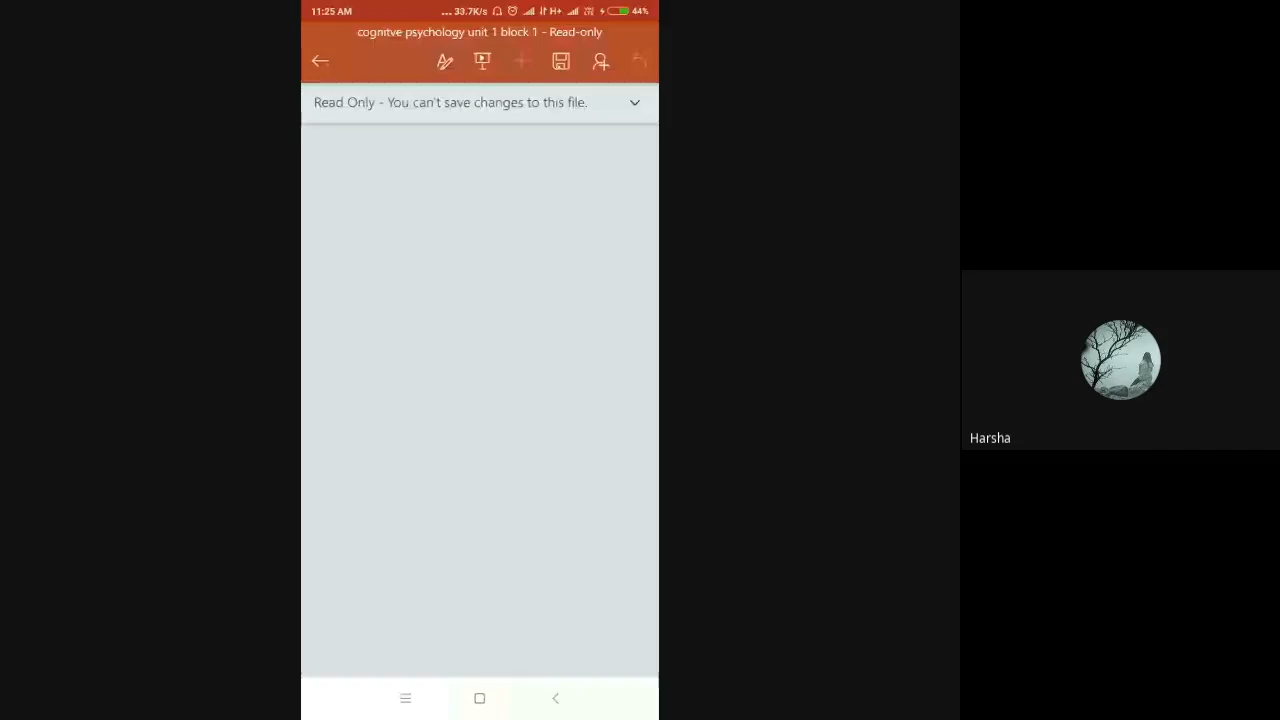 11:25 AM
... 33.7K/s H+ 44%
cognitve psychology unit 1 block 1 - Read-only
Read Only - You can't save changes to this file.
Harsha